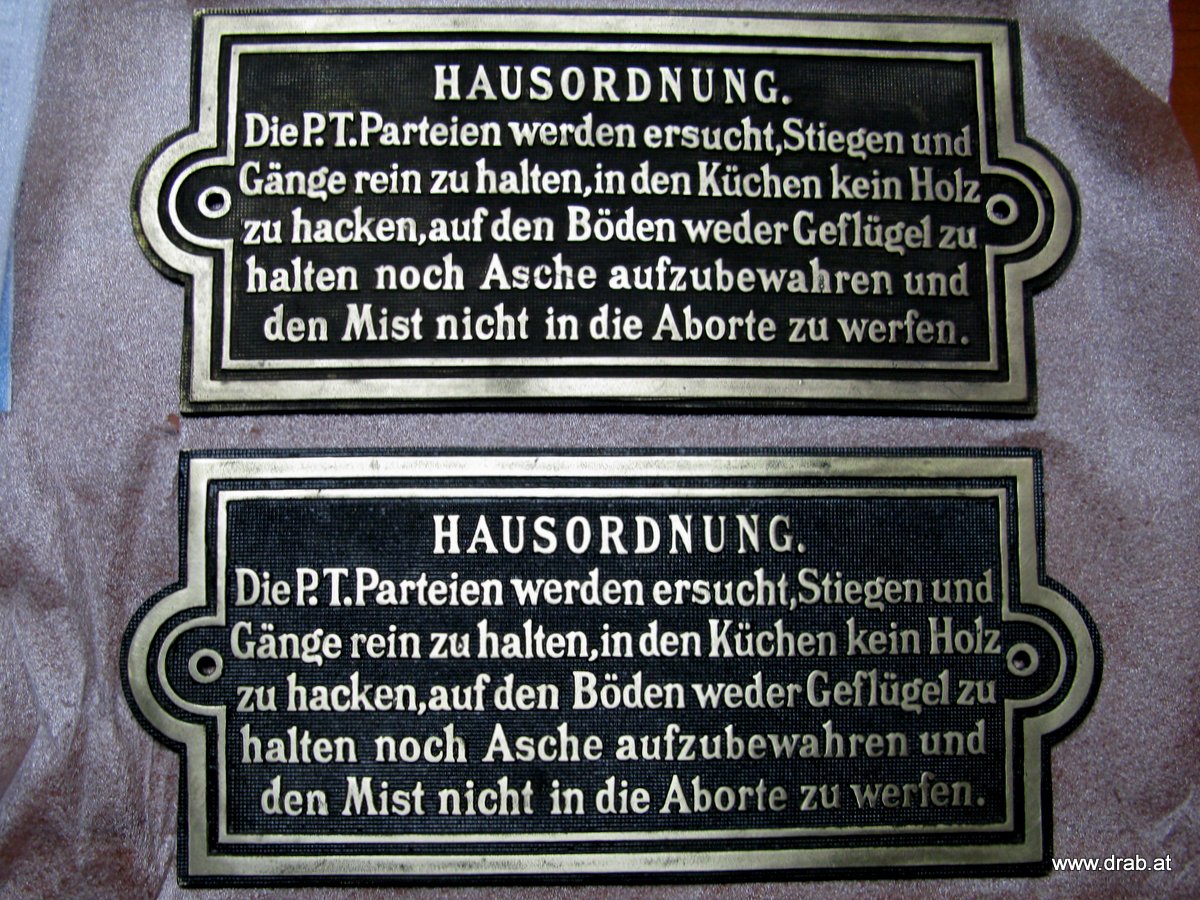 HAUSORDNUNG.
Die P.T. Parteien werden ersucht, Stiegen und
Gänge rein zu halten, in den Küchen kein Holz
zu hacken, auf den Böden weder Geflügel zu
halten noch Asche aufzubewahren und
den Mist nicht in die Aborte zu werfen.
HAUSORDNUNG.
Die P.T. Parteien werden ersucht, Stiegen und
Gänge rein zu halten, in den Küchen kein Holz
zu hacken, auf den Böden weder Geflügel zu
halten noch Asche aufzubewahren und
den Mist nicht in die Aborte zu werfen.
www.drab.at